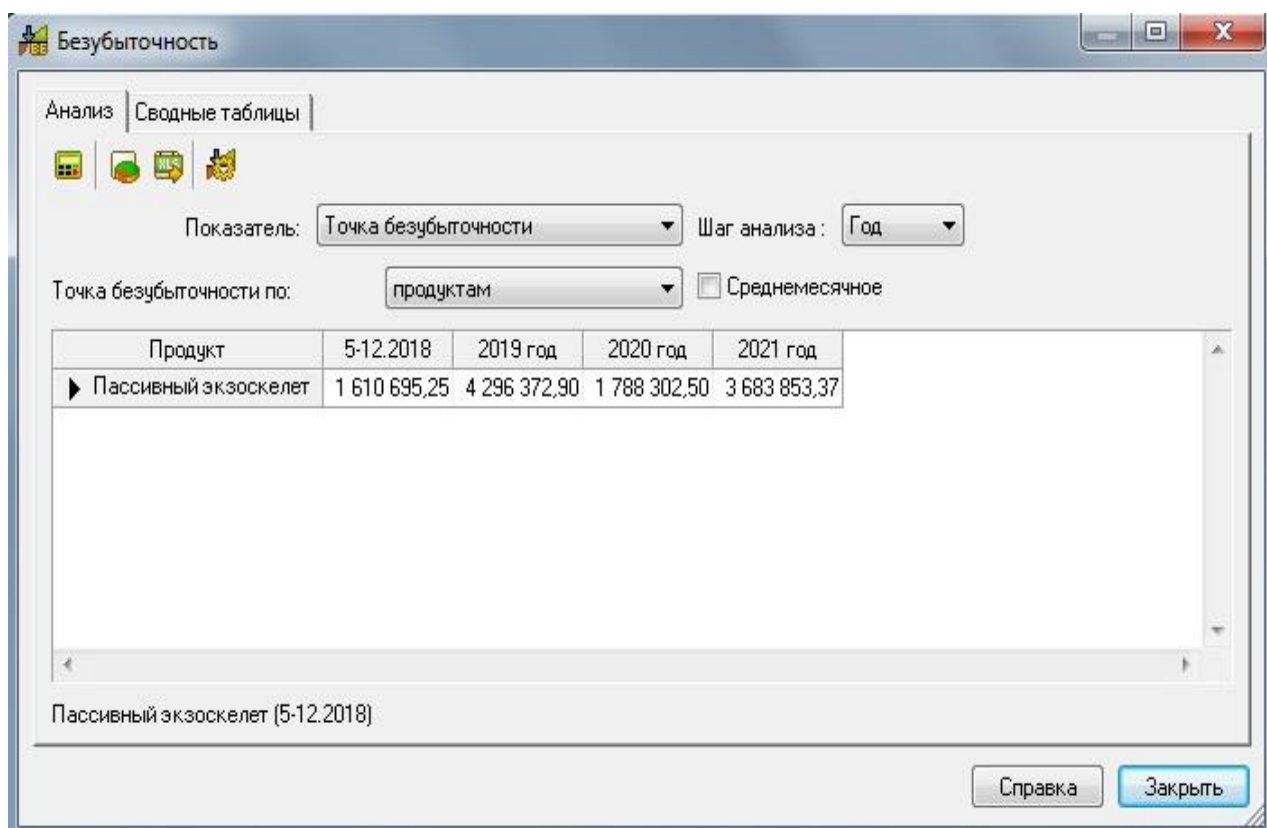 Безубыточность
Анализ Сводные таблицы
Показатель: Точка безубыточности Шаг анализа : Год
Точка безубыточности по: продуктам Среднемесячное
Продукт 5-12.2018 2019 год 2020 год 2021 год
Пассивный экзоскелет 1 610 695,25 4 296 372,90 1 788 302,50 3 683 853,37
Пассивный экзоскелет (5-12.2018)
Справка Закрыть